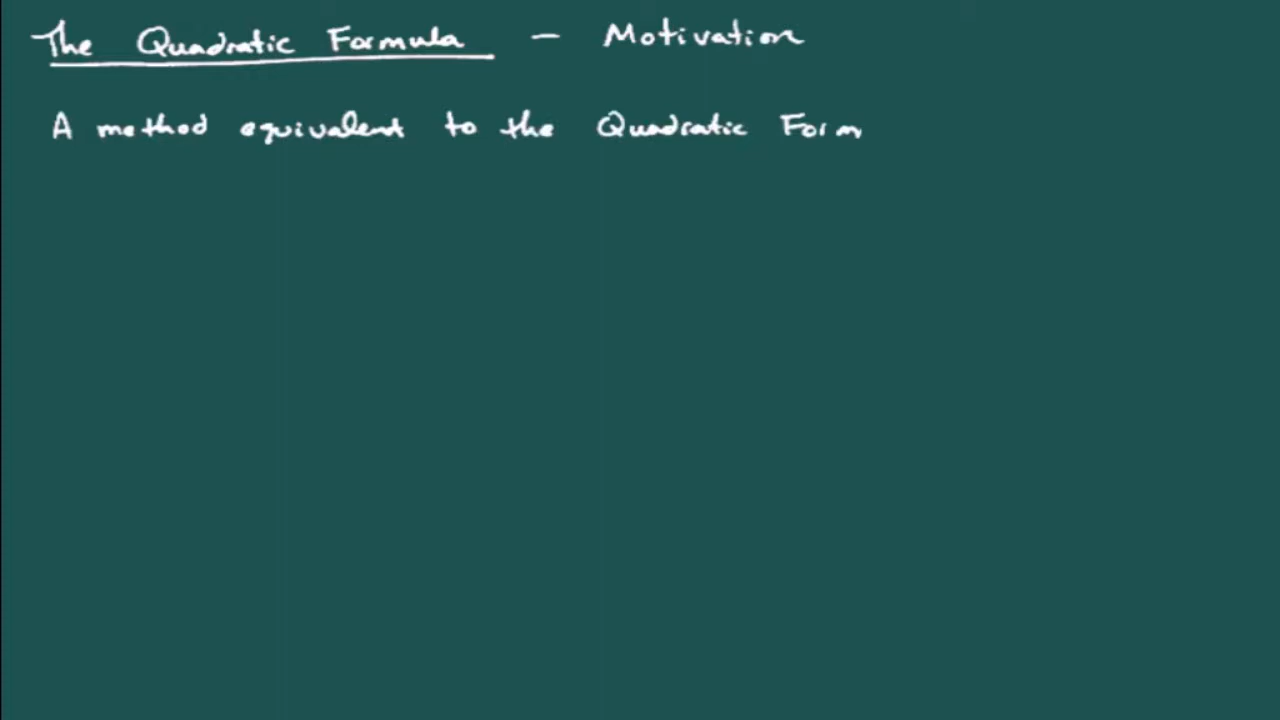 The Quadratic Formula - Motivation
A method equivalent to the Quadratic Form